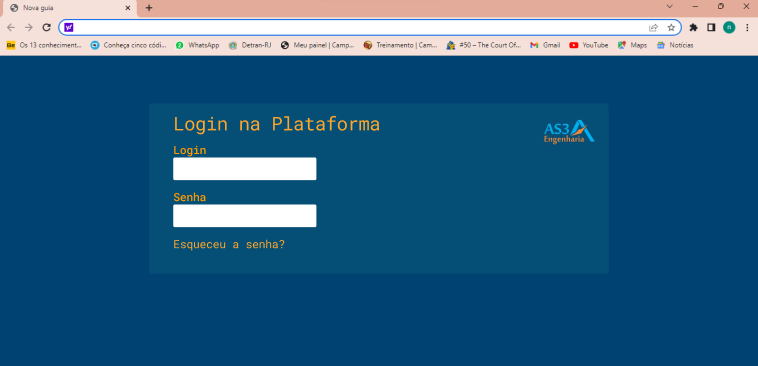 Nova guia
Os 13 conheciment...
Conheça cinco códi...
WhatsApp
Detran-RJ
Meu painel | Camp...
Treinamento | Cam...
#50 – The Court Of...
Gmail
YouTube
Maps
Notícias
Login na Plataforma
AS3
Engenharia
Login
Senha
Esqueceu a senha?